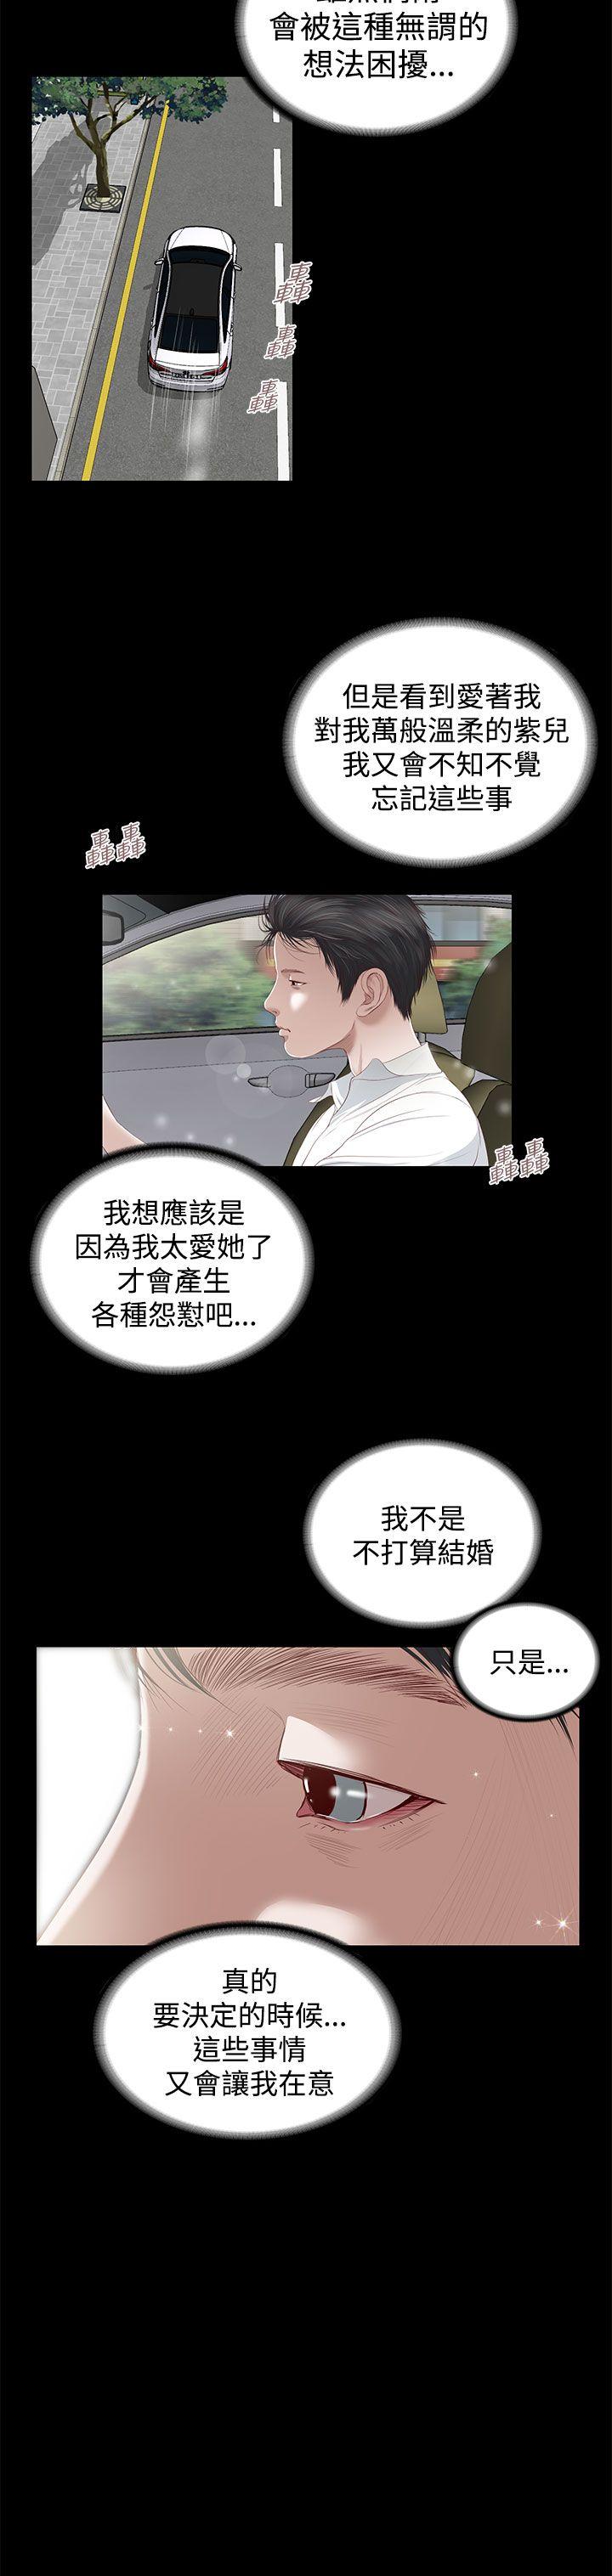 會被這種無謂的
想法困擾...
轟
轟
轟
但是看到愛著我
對我萬般溫柔的紫兒
我又會不知不覺
忘記這些事
轟轟
轟轟
我想應該是
因為我太愛她了
才會產生
各種怨懟吧...
我不是
不打算結婚
只是...
真的
要決定的時候...
這些事情
又會讓我在意